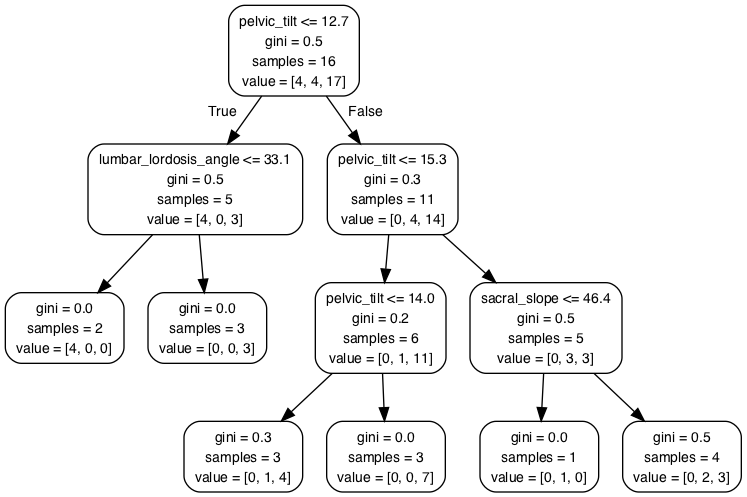 pelvic_tilt <= 12.7
gini = 0.5
samples = 16
value = [4, 4, 17]
True
False
lumbar_lordosis_angle <= 33.1
gini = 0.5
samples = 5
value = [4, 0, 3]
pelvic_tilt <= 15.3
gini = 0.3
samples = 11
value = [0, 4, 14]
gini = 0.0
samples = 2
value = [4, 0, 0]
gini = 0.0
samples = 3
value = [0, 0, 3]
pelvic_tilt <= 14.0
gini = 0.2
samples = 6
value = [0, 1, 11]
sacral_slope <= 46.4
gini = 0.5
samples = 5
value = [0, 3, 3]
gini = 0.3
samples = 3
value = [0, 1, 4]
gini = 0.0
samples = 3
value = [0, 0, 7]
gini = 0.0
samples = 1
value = [0, 1, 0]
gini = 0.5
samples = 4
value = [0, 2, 3]